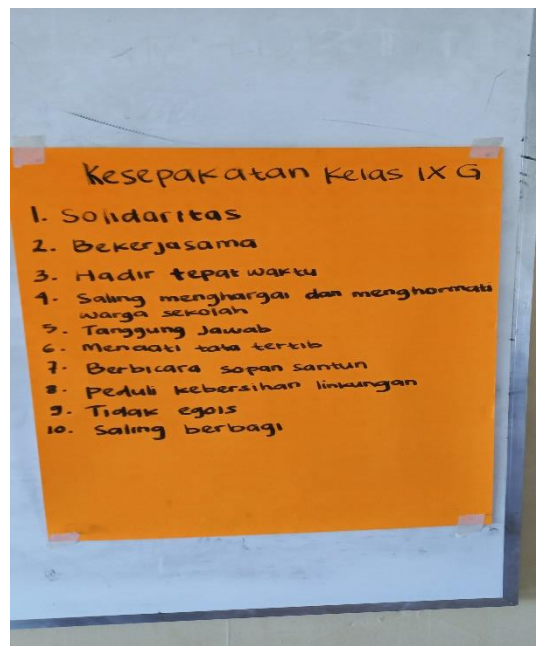 Kesepakatan Kelas IX G
1. Solidaritas
2. Bekerjasama
3. Hadir tepat waktu
4. Saling menghargai dan menghormati
warga sekolah
5. Tanggung Jawab
6. Menaati tata tertib
7. Berbicara sopan santun
8. Peduli kebersihan linkungan
9. Tidak egois
10. Saling berbagi